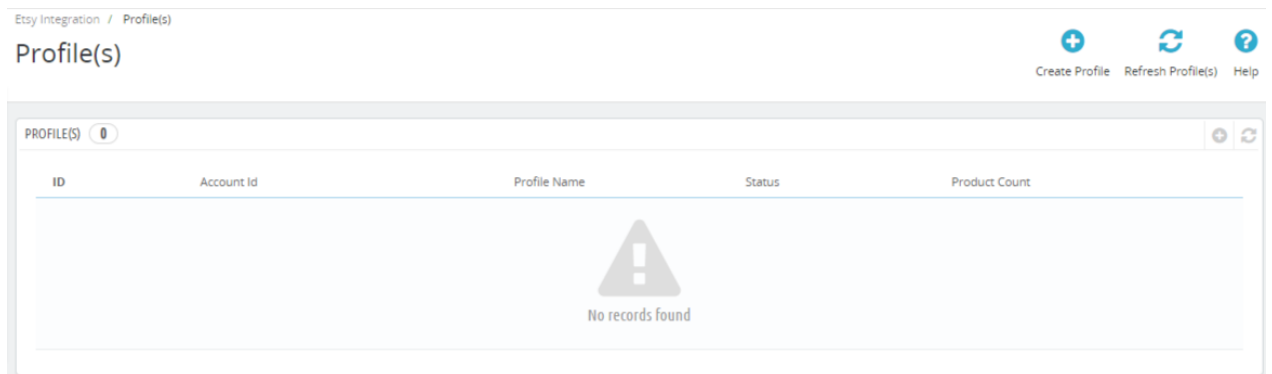 Etsy Integration / Profile(s)
Profile(s)
Create Profile Refresh Profile(s) Help
PROFILE(S) 0
ID Account Id Profile Name Status Product Count
No records found